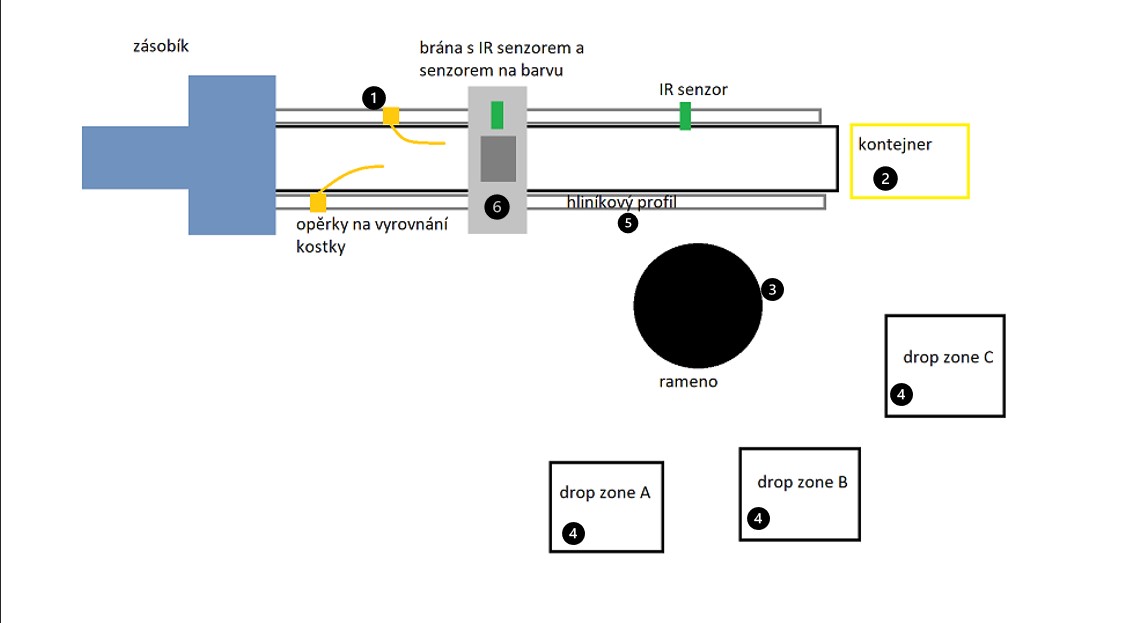 zásobík
brána s IR senzorem a
senzorem na barvu
IR senzor
1
kontejner
2
hliníkový profil
6
5
opěrky na vyrovnání
kostky
3
rameno
drop zone C
4
drop zone B
4
drop zone A
4